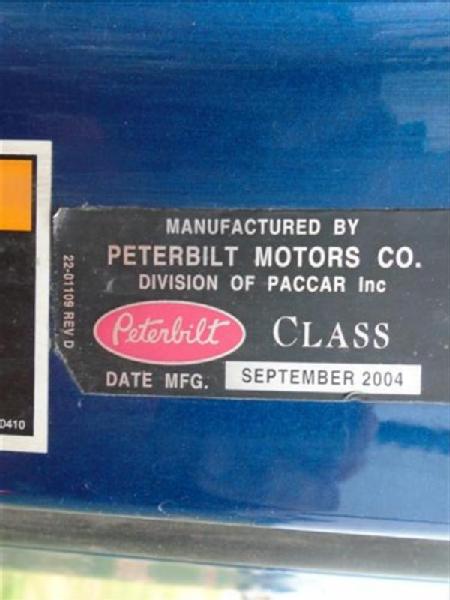 MANUFACTURED BY
PETERBILT MOTORS CO.
DIVISION OF PACCAR Inc
22-01109 REV D
Peterbilt CLASS
DATE MFG. SEPTEMBER 2004
0410